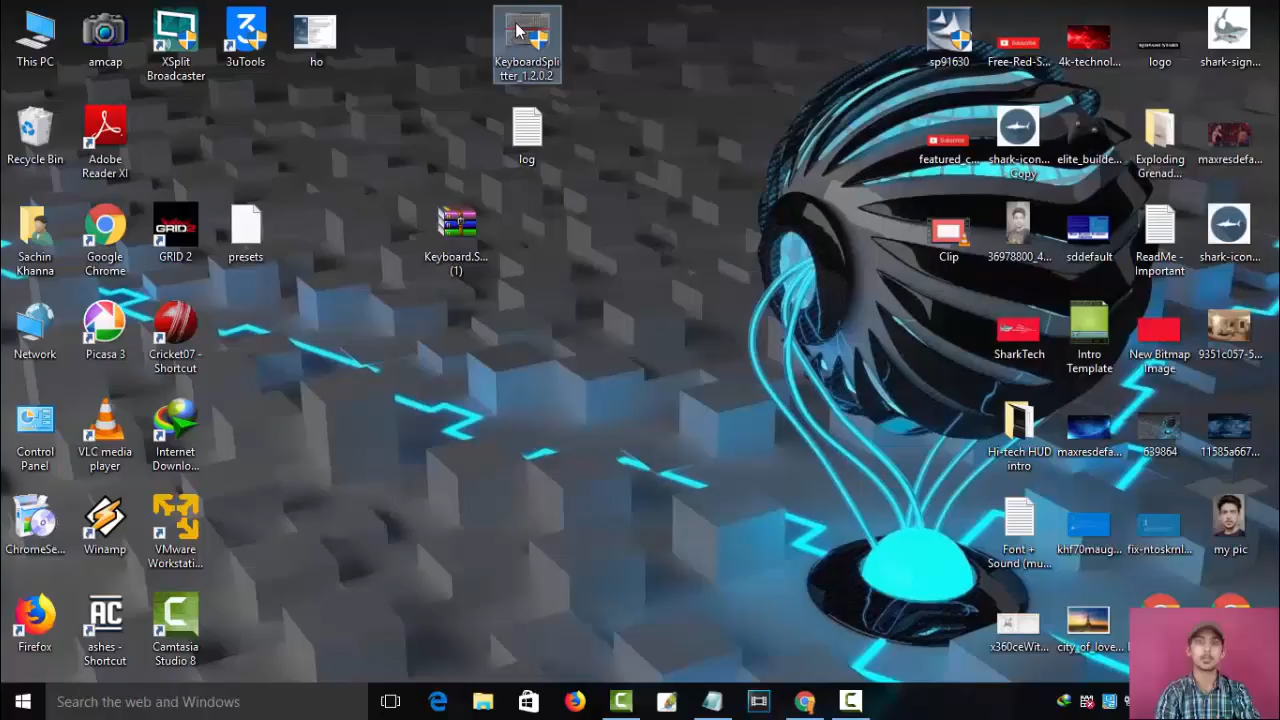 This PC
amcap
XSplit
Broadcaster
3uTools
ho
KeyboardSpli
tter_1.2.0.2
sp91630
Subscribe
Free-Red-S...
4k-technol...
logo
shark-sign...
Recycle Bin
Adobe
Reader XI
log
Subscribe
featured_c...
shark-icon...
Copy
elite_builde...
Exploding
Grenad...
maxresdefa...
Sachin
Khanna
Google
Chrome
GRID 2
GRID 2
presets
Keyboard.S...
(1)
Clip
36978800_4...
sddefault
ReadMe -
Important
shark-icon...
Network
Picasa 3
Cricket07 -
Shortcut
SharkTech
Intro
Template
New Bitmap
Image
9351c057-5...
Control
Panel
VLC media
player
Internet
Downlo...
Hi-tech HUD
intro
maxresdefa...
639864
11585a667...
ChromeSe...
Winamp
VMware
Workstati...
Font +
Sound (mu...
khf70maug...
fix-ntoskrnl...
my pic
Firefox
AC
ashes -
Shortcut
Camtasia
Studio 8
x360ceWit...
city_of_love...
Search the web and Windows